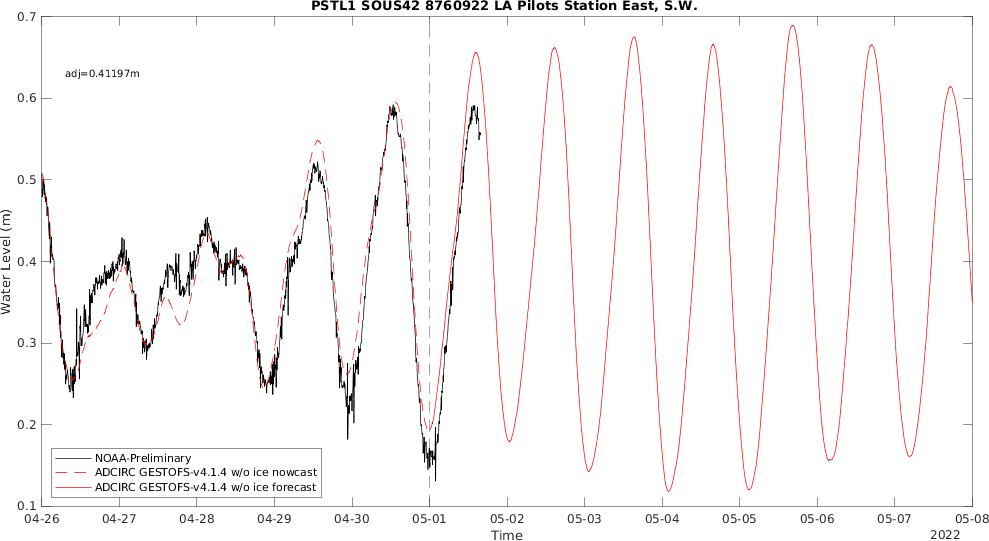 PSTL1 SOUS42 8760922 LA Pilots Station East, S.W.
adj=0.41197m
0.7
0.6
0.5
0.4
0.3
0.2
0.1
Water Level (m)
NOAA-Preliminary
ADCIRC GESTOFS-v4.1.4 w/o ice nowcast
ADCIRC GESTOFS-v4.1.4 w/o ice forecast
04-26 04-27 04-28 04-29 04-30 05-01 05-02 05-03 05-04 05-05 05-06 05-07 05-08
Time
2022